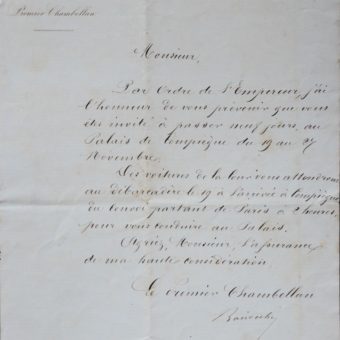 Premier Chambellan
Monsieur,
Par Ordre de l'Empereur, j'ai
l'honneur de vous prévenir que vous
êtes invité à passer neuf jours, au
Palais de Compiègne du 19 au 27
Novembre.
Les voitures de la Cour vous attendront
au débarcadère le 19 à l'arrivée à Compiègne
du convoi partant de Paris à heures,
pour vous conduire au Palais.
Agréez, Monsieur, l'assurance
de ma haute considération
Le Premier Chambellan